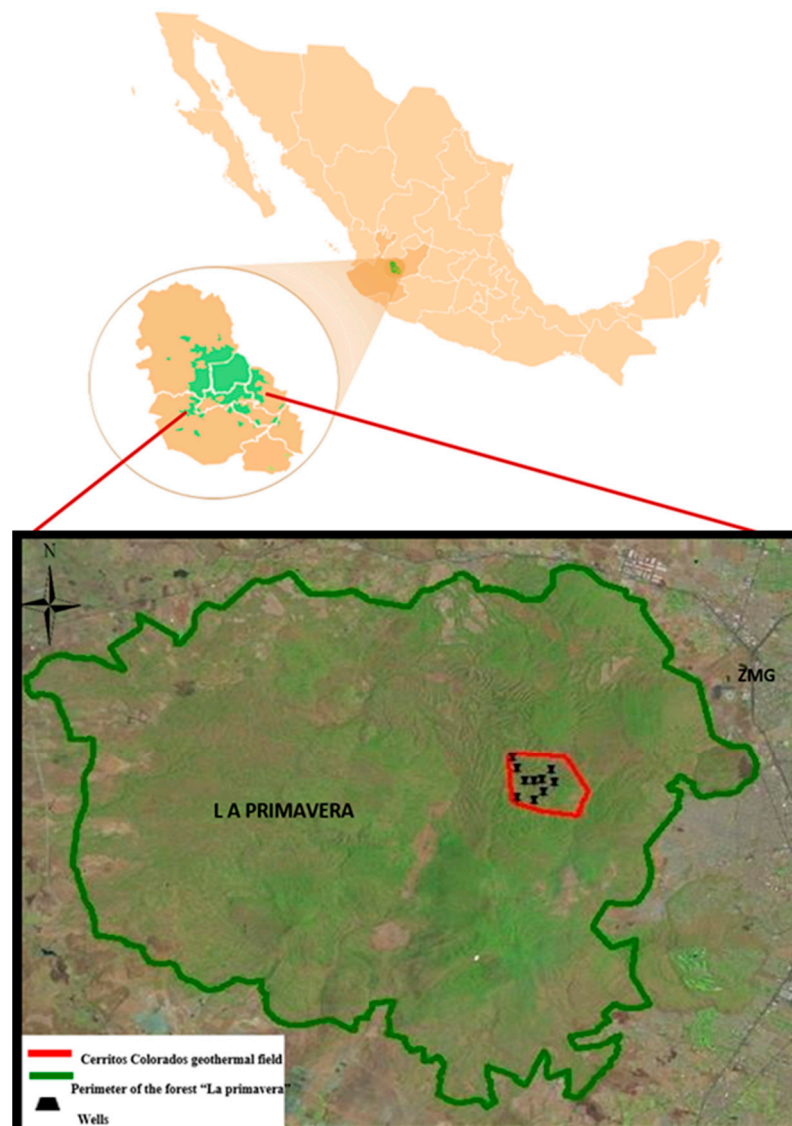 N
ZMG
L A PRIMAVERA
Cerritos Colorados geothermal field
Perimeter of the forest “La primavera”
Wells